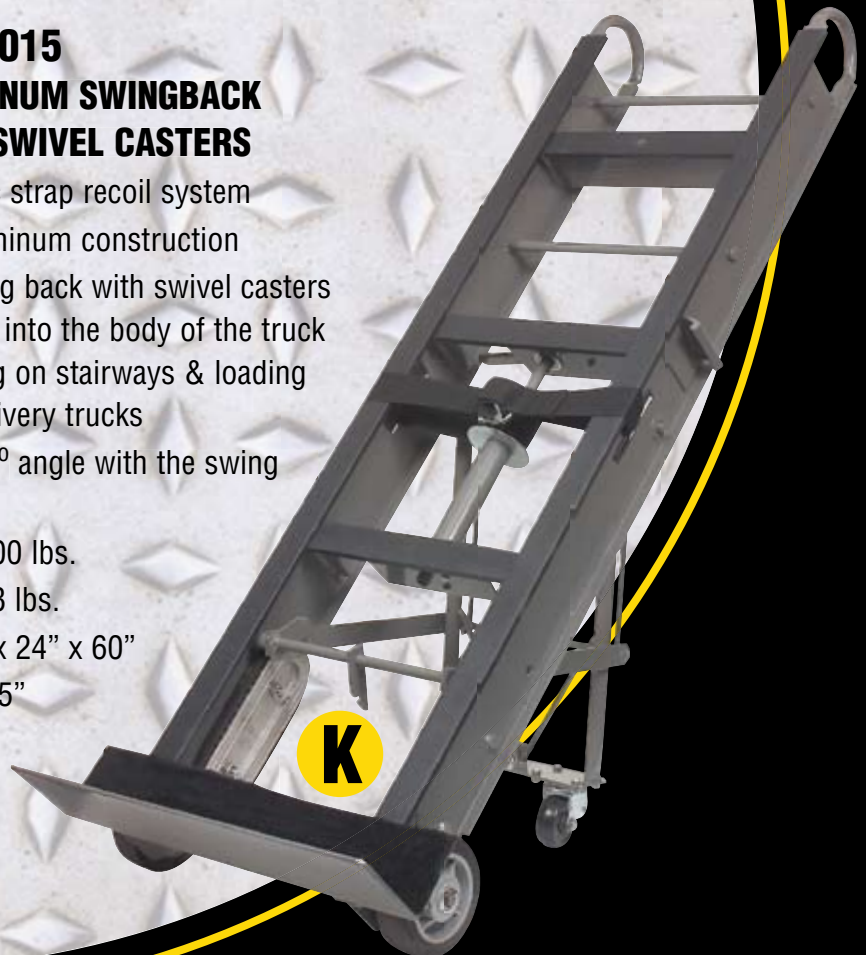 015
NUM SWINGBACK
SWIVEL CASTERS
strap recoil system
minum construction
g back with swivel casters
into the body of the truck
g on stairways & loading
ivery trucks
º angle with the swing
00 lbs.
3 lbs.
x 24” x 60”
5”
K